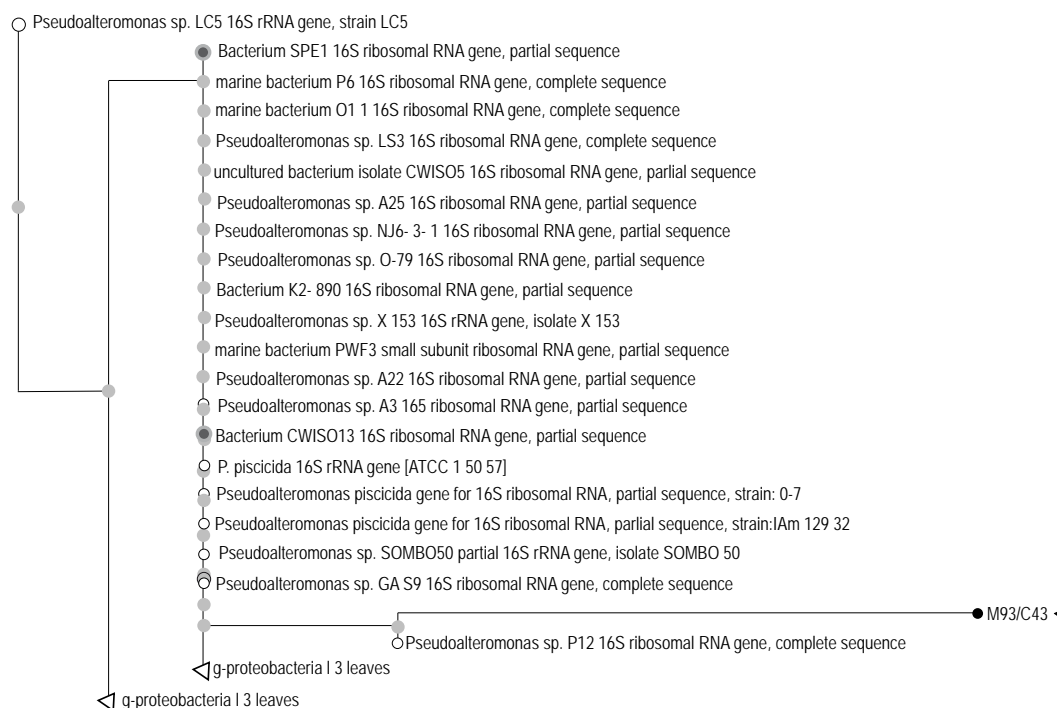 Pseudoalteromonas sp. LC5 16S rRNA gene, strain LC5
Bacterium SPE1 16S ribosomal RNA gene, partial sequence
marine bacterium P6 16S ribosomal RNA gene, complete sequence
marine bacterium O1 1 16S ribosomal RNA gene, complete sequence
Pseudoalteromonas sp. LS3 16S ribosomal RNA gene, complete sequence
uncultured bacterium isolate CWISO5 16S ribosomal RNA gene, parlial sequence
Pseudoalteromonas sp. A25 16S ribosomal RNA gene, partial sequence
Pseudoalteromonas sp. NJ6- 3- 1 16S ribosomal RNA gene, partial sequence
Pseudoalteromonas sp. O-79 16S ribosomal RNA gene, partial sequence
Bacterium K2- 890 16S ribosomal RNA gene, partial sequence
Pseudoalteromonas sp. X 153 16S rRNA gene, isolate X 153
marine bacterium PWF3 small subunit ribosomal RNA gene, partial sequence
Pseudoalteromonas sp. A22 16S ribosomal RNA gene, partial sequence
Pseudoalteromonas sp. A3 165 ribosomal RNA gene, partial sequence
Bacterium CWISO13 16S ribosomal RNA gene, partial sequence
P. piscicida 16S rRNA gene [ATCC 1 50 57]
Pseudoalteromonas piscicida gene for 16S ribosomal RNA, partial sequence, strain: 0-7
Pseudoalteromonas piscicida gene for 16S ribosomal RNA, parlial sequence, strain:IAm 129 32
Pseudoalteromonas sp. SOMBO50 partial 16S rRNA gene, isolate SOMBO 50
Pseudoalteromonas sp. GA S9 16S ribosomal RNA gene, complete sequence
M93/C43
Pseudoalteromonas sp. P12 16S ribosomal RNA gene, complete sequence
g-proteobacteria l 3 leaves
g-proteobacteria l 3 leaves